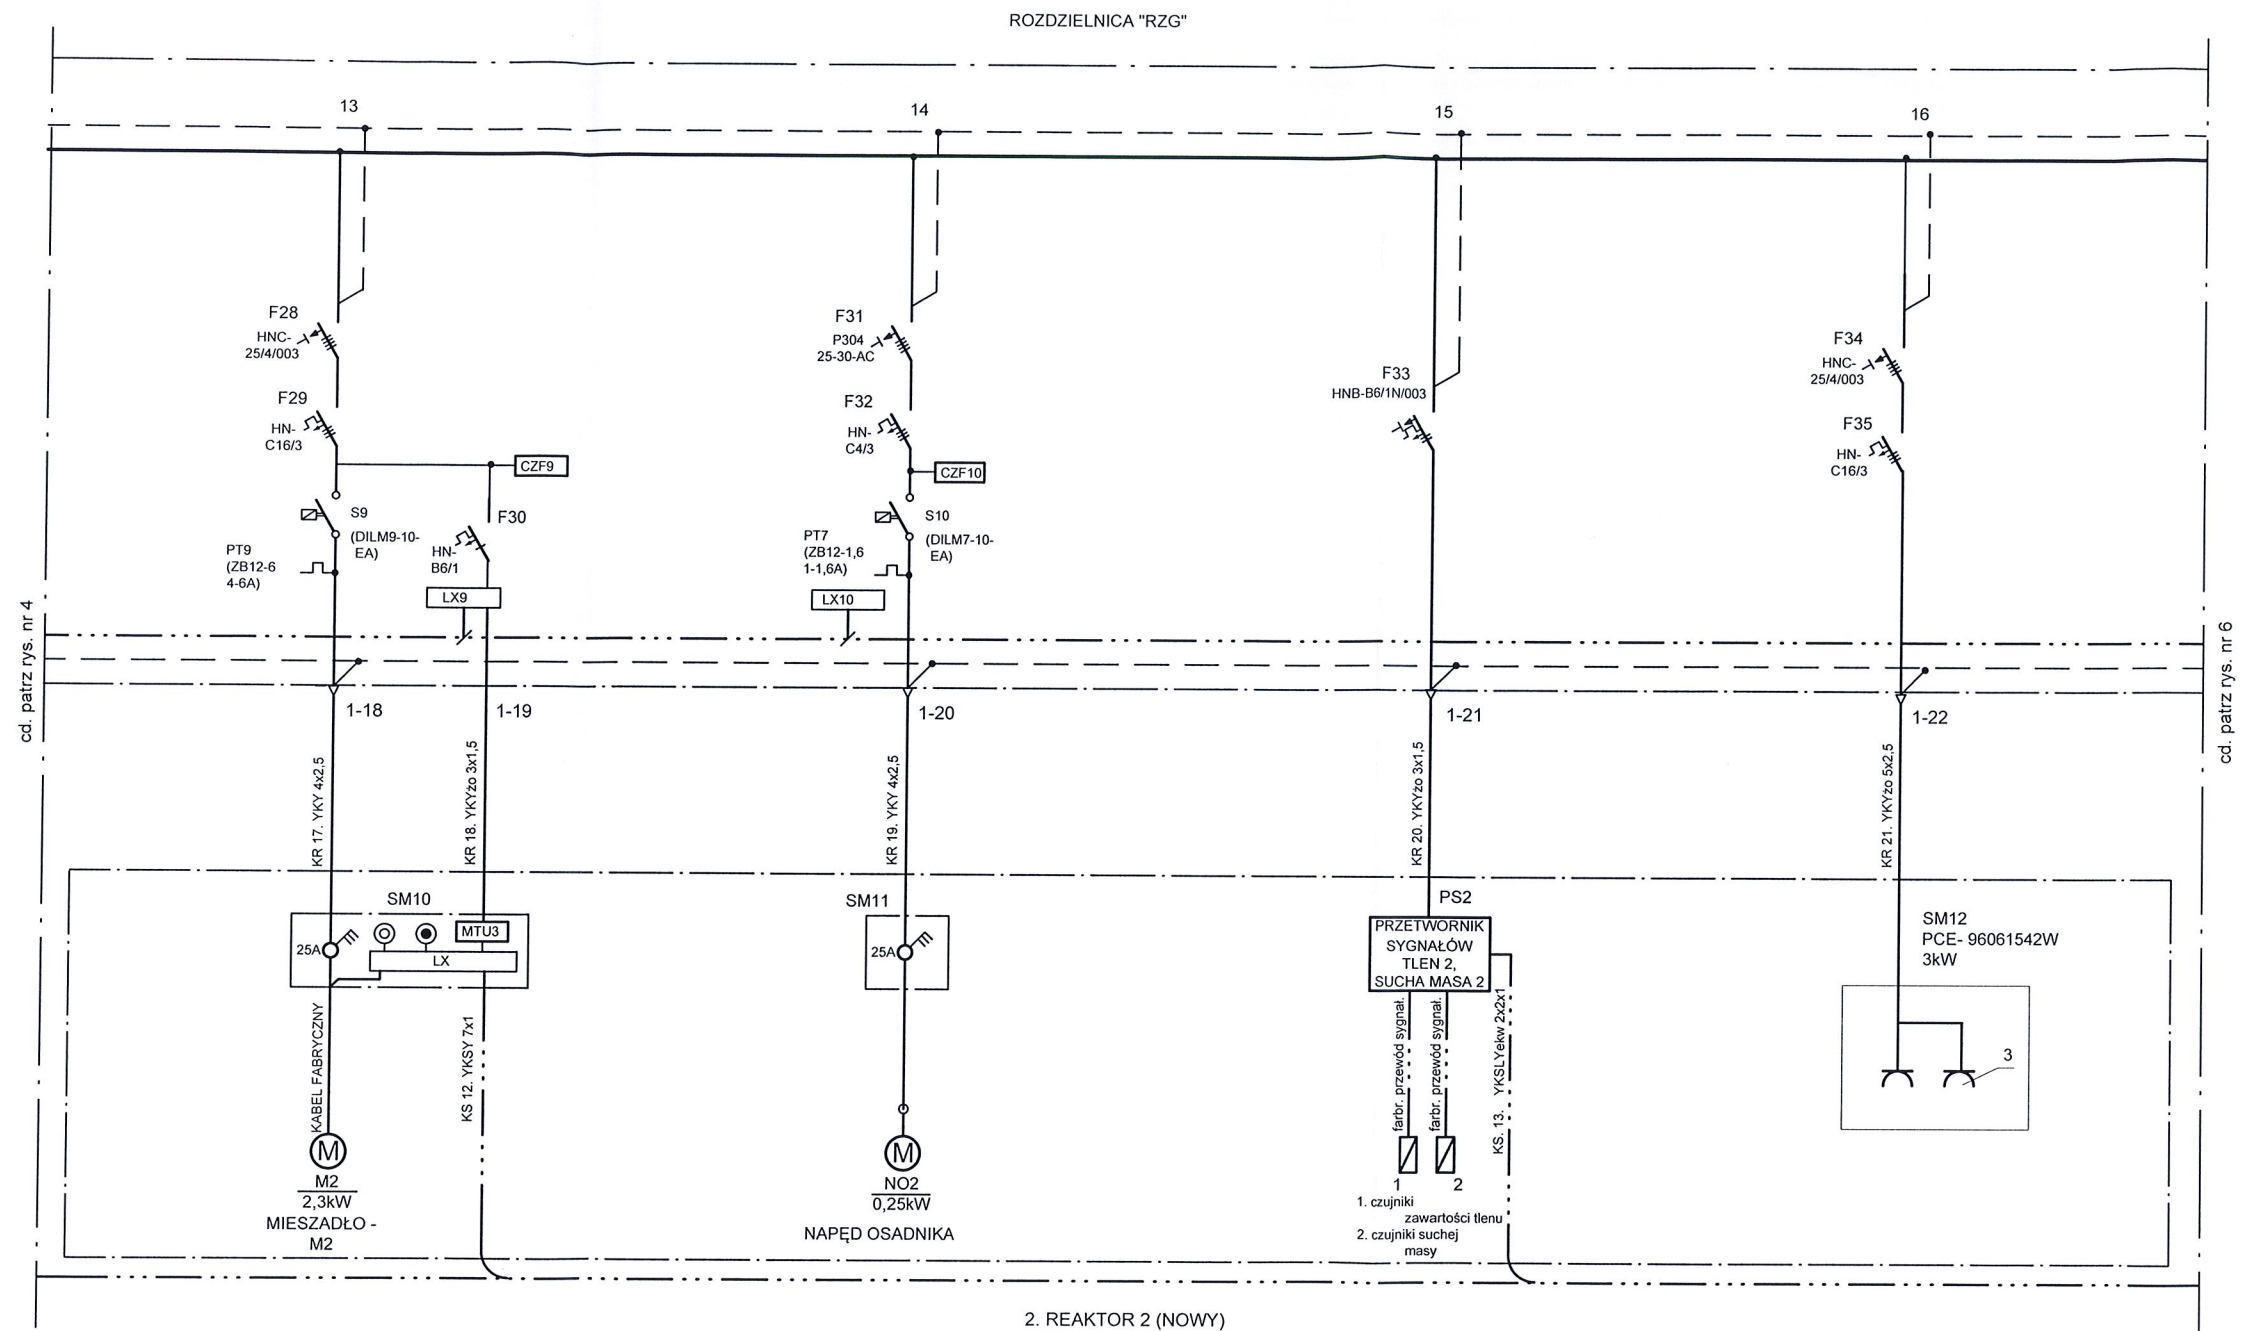 ROZDZIELNICA "RZG"
13
14
15
16
F28
HNC-
25/4/003
F29
HN-
C16/3
CZF9
S9
(DILM9-10-
EA)
PT9
(ZB12-6
4-6A)
F30
HN-
B6/1
LX9
F31
P304
25-30-AC
F32
HN-
C4/3
CZF10
S10
(DILM7-10-
EA)
PT7
(ZB12-1,6
1-1,6A)
LX10
F33
HNB-B6/1N/003
F34
HNC-
25/4/003
F35
HN-
C16/3
cd. patrz rys. nr 4
cd. patrz rys. nr 6
1-18
1-19
1-20
1-21
1-22
KR 17. YKY 4x2,5
KR 18. YKYżo 3x1,5
KR 19. YKY 4x2,5
KR 20. YKYżo 3x1,5
KR 21. YKYżo 5x2,5
SM10
25A
MTU3
LX
KABEL FABRYCZNY
KS 12. YKSY 7x1
M
M2
2,3kW
MIESZADŁO -
M2
SM11
25A
M
NO2
0,25kW
NAPĘD OSADNIKA
PS2
PRZETWORNIK
SYGNAŁÓW
TLEN 2,
SUCHA MASA 2
farbr. przewód sygnał.
farbr. przewód sygnał.
KS. 13. YKSLYekw 2x2x1
1
2
1. czujniki
zawartości tlenu
2. czujniki suchej
masy
SM12
PCE- 96061542W
3kW
3
2. REAKTOR 2 (NOWY)